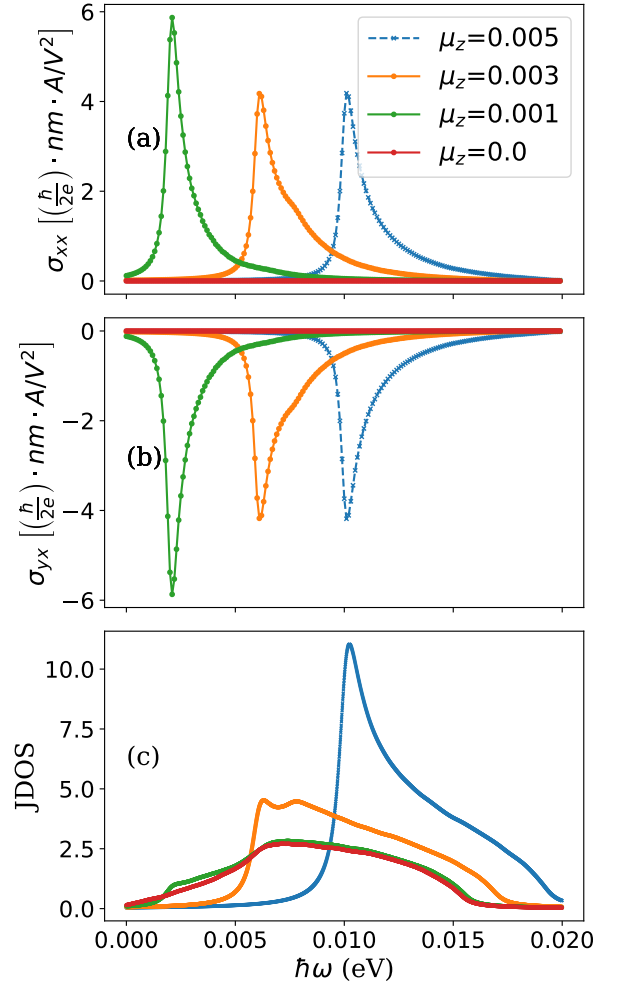 6
4
2
0
σxx [(ħ/2e) · nm · A/V²]
(a)
μz=0.005
μz=0.003
μz=0.001
μz=0.0
0
−2
−4
−6
σyx [(ħ/2e) · nm · A/V²]
(b)
10.0
7.5
5.0
2.5
0.0
JDOS
(c)
0.000 0.005 0.010 0.015 0.020
ħω (eV)